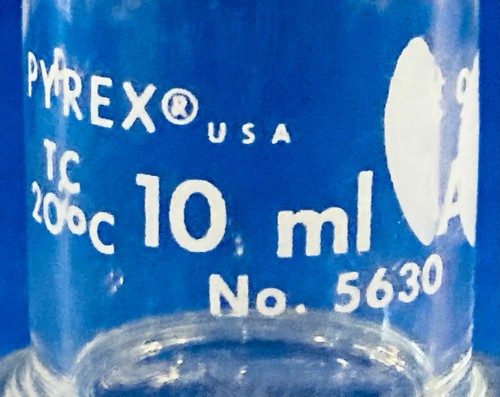 PYREX® USA
TC
20°C
10 ml
No. 5630
A